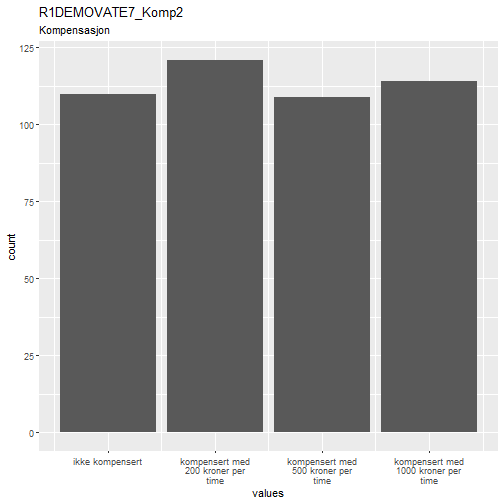 R1DEMOVATE7_Komp2
Kompensasjon
125
100
75
50
25
0
count
ikke kompensert
kompensert med
200 kroner per
time
kompensert med
500 kroner per
time
kompensert med
1000 kroner per
time
values